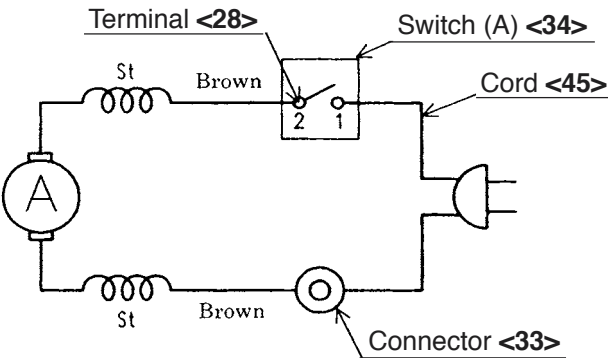 Terminal <28>
Switch (A) <34>
St
Brown
Cord <45>
2 1
A
St
Brown
Connector <33>